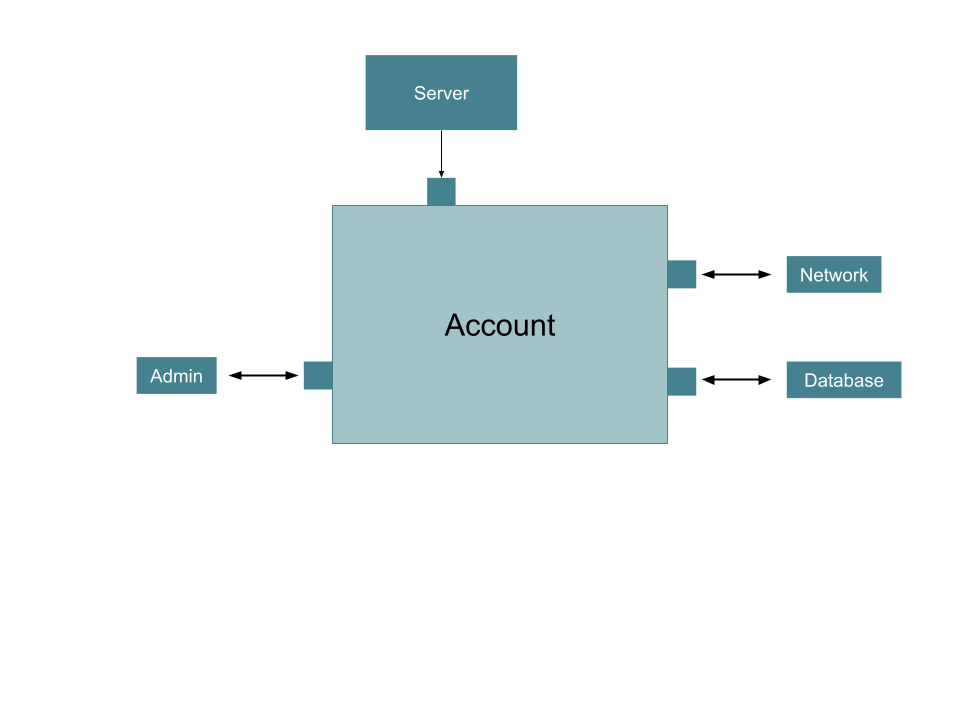 Server
Network
Account
Admin
Database